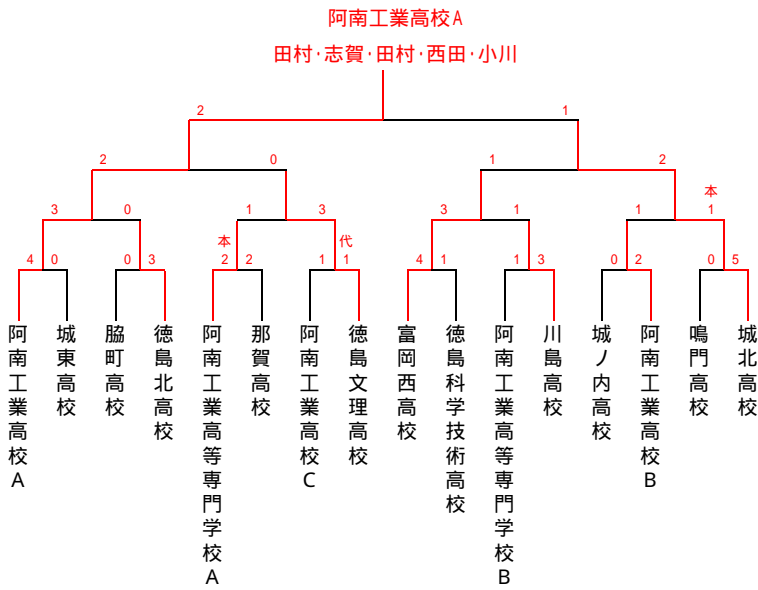 阿南工業高校A
田村・志賀・田村・西田・小川
2 1
2 0 1 2
本
3 0 1 3 3 1 1 1
本 代
4 0 0 3 2 2 1 1 4 1 1 3 0 2 0 5
阿南工業高校A
城東高校
脇町高校
徳島北高校
阿南工業高等専門学校A
那賀高校
阿南工業高校C
徳島文理高校
富岡西高校
徳島科学技術高校
阿南工業高等専門学校B
川島高校
城ノ内高校
阿南工業高校B
鳴門高校
城北高校